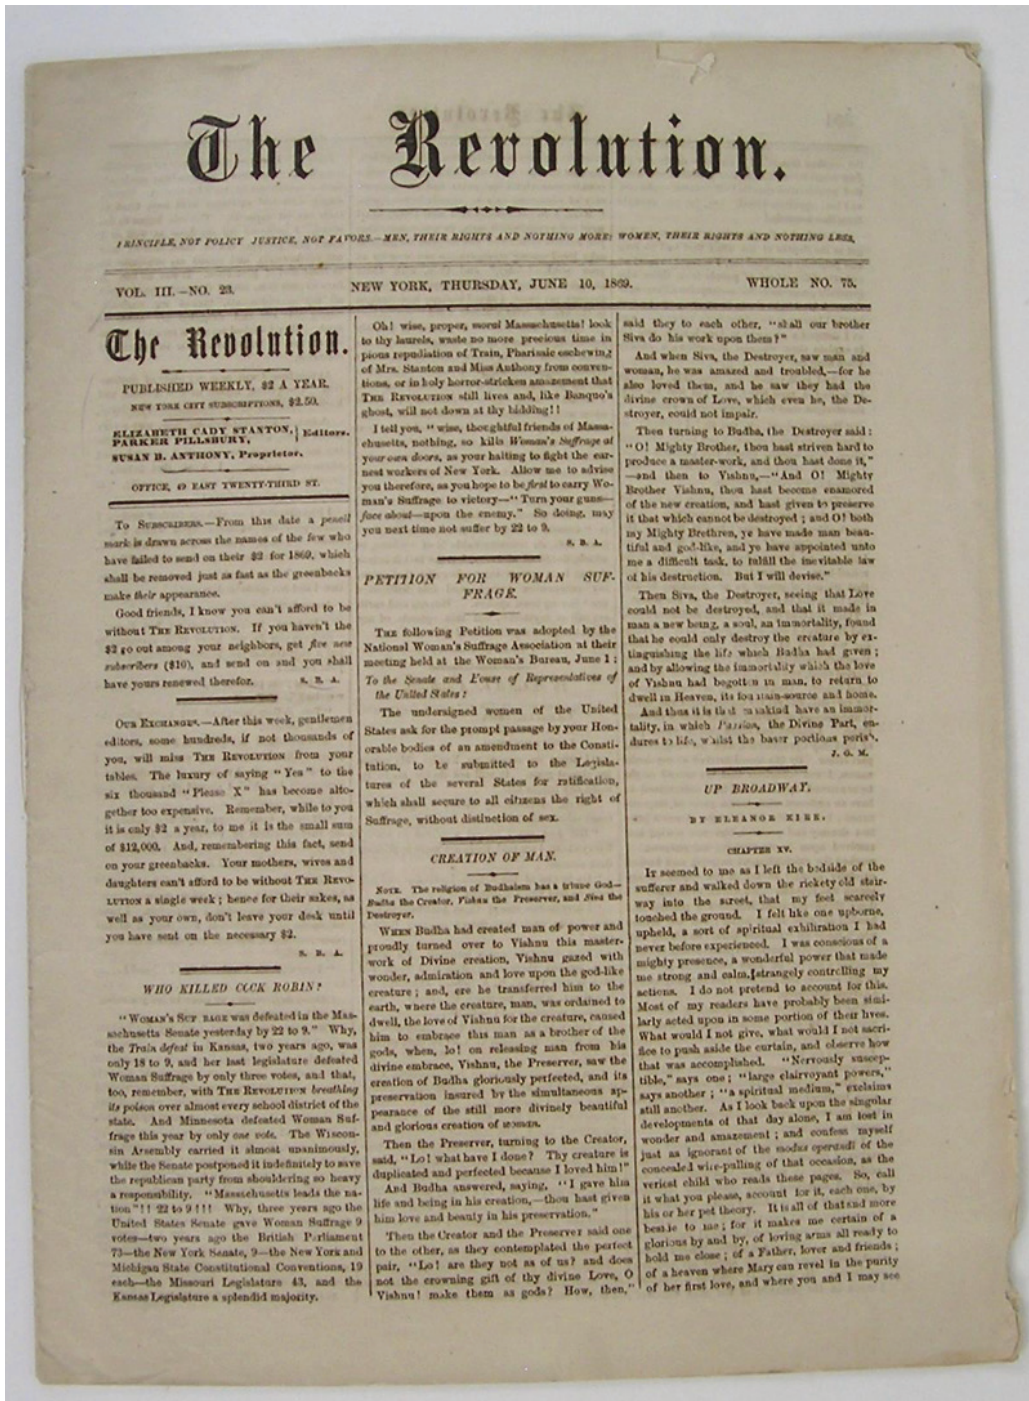 The Revolution.
PRINCIPLE, NOT POLICY JUSTICE, NOT FAVORS.—MEN, THEIR RIGHTS AND NOTHING MORE: WOMEN, THEIR RIGHTS AND NOTHING LESS.
VOL. III.—NO. 23.
NEW YORK, THURSDAY, JUNE 10, 1869.
WHOLE NO. 75.
The Revolution.
PUBLISHED WEEKLY, $2 A YEAR.
NEW YORK CITY SUBSCRIPTIONS, $2.50.
ELIZABETH CADY STANTON,
PARKER PILLSBURY,
Editors.
SUSAN B. ANTHONY, Proprietor.
OFFICE, 49 EAST TWENTY-THIRD ST.
To Subscribers.—From this date a pencil
mark is drawn across the names of the few who
have failed to send on their $2 for 1869, which
shall be removed just as fast as the greenbacks
make their appearance.
Good friends, I know you can't afford to be
without The Revolution. If you haven't the
$2 go out among your neighbors, get five new
subscribers ($10), and send on and you shall
have yours renewed therefor. S. B. A.
Our Exchanges.—After this week, gentlemen
editors, some hundreds, if not thousands of
you, will miss The Revolution from your
tables. The luxury of saying "Yes" to the
six thousand "Please X" has become alto-
gether too expensive. Remember, while to you
it is only $2 a year, to me it is the small sum
of $12,000. And, remembering this fact, send
on your greenbacks. Your mothers, wives and
daughters can't afford to be without The Revo-
lution a single week; hence for their sakes, as
well as your own, don't leave your desk until
you have sent on the necessary $2.
S. B. A.
WHO KILLED COCK ROBIN?
"Woman's Suf rage was defeated in the Mas-
sachusetts Senate yesterday by 22 to 9." Why,
the Train defeat in Kansas, two years ago, was
only 18 to 9, and her last legislature defeated
Woman Suffrage by only three votes, and that,
too, remember, with The Revolution breathing
its poison over almost every school district of the
state. And Minnesota defeated Woman Suf-
frage this year by only one vote. The Wiscon-
sin Assembly carried it almost unanimously,
while the Senate postponed it indefinitely to save
the republican party from shouldering so heavy
a responsibility. "Massachusetts leads the na-
tion"!! 22 to 9!!! Why, three years ago the
United States Senate gave Woman Suffrage 9
votes—two years ago the British Parliament
73—the New York Senate, 9—the New York and
Michigan State Constitutional Conventions, 19
each—the Missouri Legislature 43, and the
Kansas Legislature a splendid majority.
Oh! wise, proper, moral Massachusetts! look
to thy laurels, waste no more precious time in
pious repudiation of Train, Pharisaic eschewing
of Mrs. Stanton and Miss Anthony from conven-
tions, or in holy horror-stricken amazement that
The Revolution still lives and, like Banquo's
ghost, will not down at thy bidding!!
I tell you, "wise, thoughtful friends of Massa-
chusetts, nothing, so kills Woman's Suffrage at
your own doors, as your halting to fight the ear-
nest workers of New York. Allow me to advise
you therefore, as you hope to be first to carry Wo-
man's Suffrage to victory—"Turn your guns—
face about—upon the enemy." So doing, may
you next time not suffer by 22 to 9.
S. B. A.
PETITION FOR WOMAN SUF-
FRAGE.
The following Petition was adopted by the
National Woman's Suffrage Association at their
meeting held at the Woman's Bureau, June 1;
To the Senate and House of Representatives of
the United States:
The undersigned women of the United
States ask for the prompt passage by your Hon-
orable bodies of an amendment to the Consti-
tution, to be submitted to the Legisla-
tures of the several States for ratification,
which shall secure to all citizens the right of
Suffrage, without distinction of sex.
CREATION OF MAN.
Note. The religion of Budhaism has a triune God—
Budha the Creator, Vishnu the Preserver, and Siva the
Destroyer.
When Budha had created man of power and
proudly turned over to Vishnu this master-
work of Divine creation, Vishnu gazed with
wonder, admiration and love upon the god-like
creature; and, ere he transferred him to the
earth, where the creature, man, was ordained to
dwell, the love of Vishnu for the creature, caused
him to embrace this man as a brother of the
gods, when, lo! on releasing man from his
divine embrace, Vishnu, the Preserver, saw the
creation of Budha gloriously perfected, and its
preservation insured by the simultaneous ap-
pearance of the still more divinely beautiful
and glorious creation of woman.
Then the Preserver, turning to the Creator,
said, "Lo! what have I done? Thy creature is
duplicated and perfected because I loved him!"
And Budha answered, saying, "I gave him
life and being in his creation,—thou hast given
him love and beauty in his preservation."
Then the Creator and the Preserver said one
to the other, as they contemplated the perfect
pair, "Lo! are they not as of us? and does
not the crowning gift of thy divine Love, O
Vishnu! make them as gods? How, then,"
said they to each other, "shall our brother
Siva do his work upon them?"
And when Siva, the Destroyer, saw man and
woman, he was amazed and troubled,—for he
also loved them, and he saw they had the
divine crown of Love, which even he, the De-
stroyer, could not impair.
Then turning to Budha, the Destroyer said:
"O! Mighty Brother, thou hast striven hard to
produce a master-work, and thou hast done it,"
—and then to Vishnu,—"And O! Mighty
Brother Vishnu, thou hast become enamored
of the new creation, and hast given to preserve
it that which cannot be destroyed; and O! both
my Mighty Brethren, ye have made man beau-
tiful and god-like, and ye have appointed unto
me a difficult task, to fulfill the inevitable law
of his destruction. But I will devise."
Then Siva, the Destroyer, seeing that Love
could not be destroyed, and that it made in
man a new being, a soul, an immortality, found
that he could only destroy the creature by ex-
tinguishing the life which Budha had given;
and by allowing the immortality which the love
of Vishnu had begotten in man, to return to
dwell in Heaven, its fountain-source and home.
And thus it is that mankind have an immor-
tality, in which Passion, the Divine Part, en-
dures to life, whilst the baser portions perish.
J. G. M.
UP BROADWAY.
BY ELEANOR KIRK.
CHAPTER XV.
It seemed to me as I left the bedside of the
sufferer and walked down the rickety old stair-
way into the street, that my feet scarcely
touched the ground. I felt like one upborne,
upheld, a sort of spiritual exhiliration I had
never before experienced. I was conscious of a
mighty presence, a wonderful power that made
me strong and calm, strangely controlling my
actions. I do not pretend to account for this.
Most of my readers have probably been simi-
larly acted upon in some portion of their lives.
What would I not give, what would I not sacri-
fice to push aside the curtain, and observe how
that was accomplished. "Nervously suscep-
tible," says one; "large clairvoyant powers,"
says another; "a spiritual medium," exclaims
still another. As I look back upon the singular
developments of that day alone, I am lost in
wonder and amazement; and confess myself
just as ignorant of the modus operandi of the
concealed wire-pulling of that occasion, as the
veriest child who reads these pages. So, call
it what you please, account for it, each one, by
his or her pet theory. It is all of that and more
beside to me; for it makes me certain of a
glorious by and by, of loving arms all ready to
hold me close; of a Father, lover and friends;
of a heaven where Mary can revel in the purity
of her first love, and where you and I may see